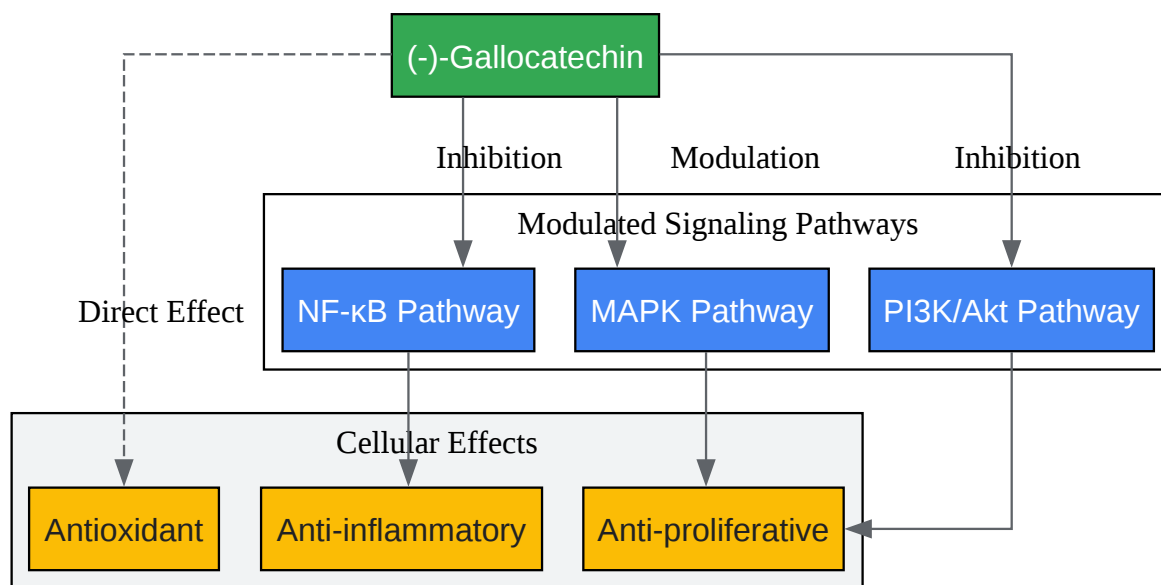 (-)-Gallocatechin
Inhibition
Modulation
Inhibition
Modulated Signaling Pathways
Direct Effect
NF-κB Pathway
MAPK Pathway
PI3K/Akt Pathway
Cellular Effects
Antioxidant
Anti-inflammatory
Anti-proliferative